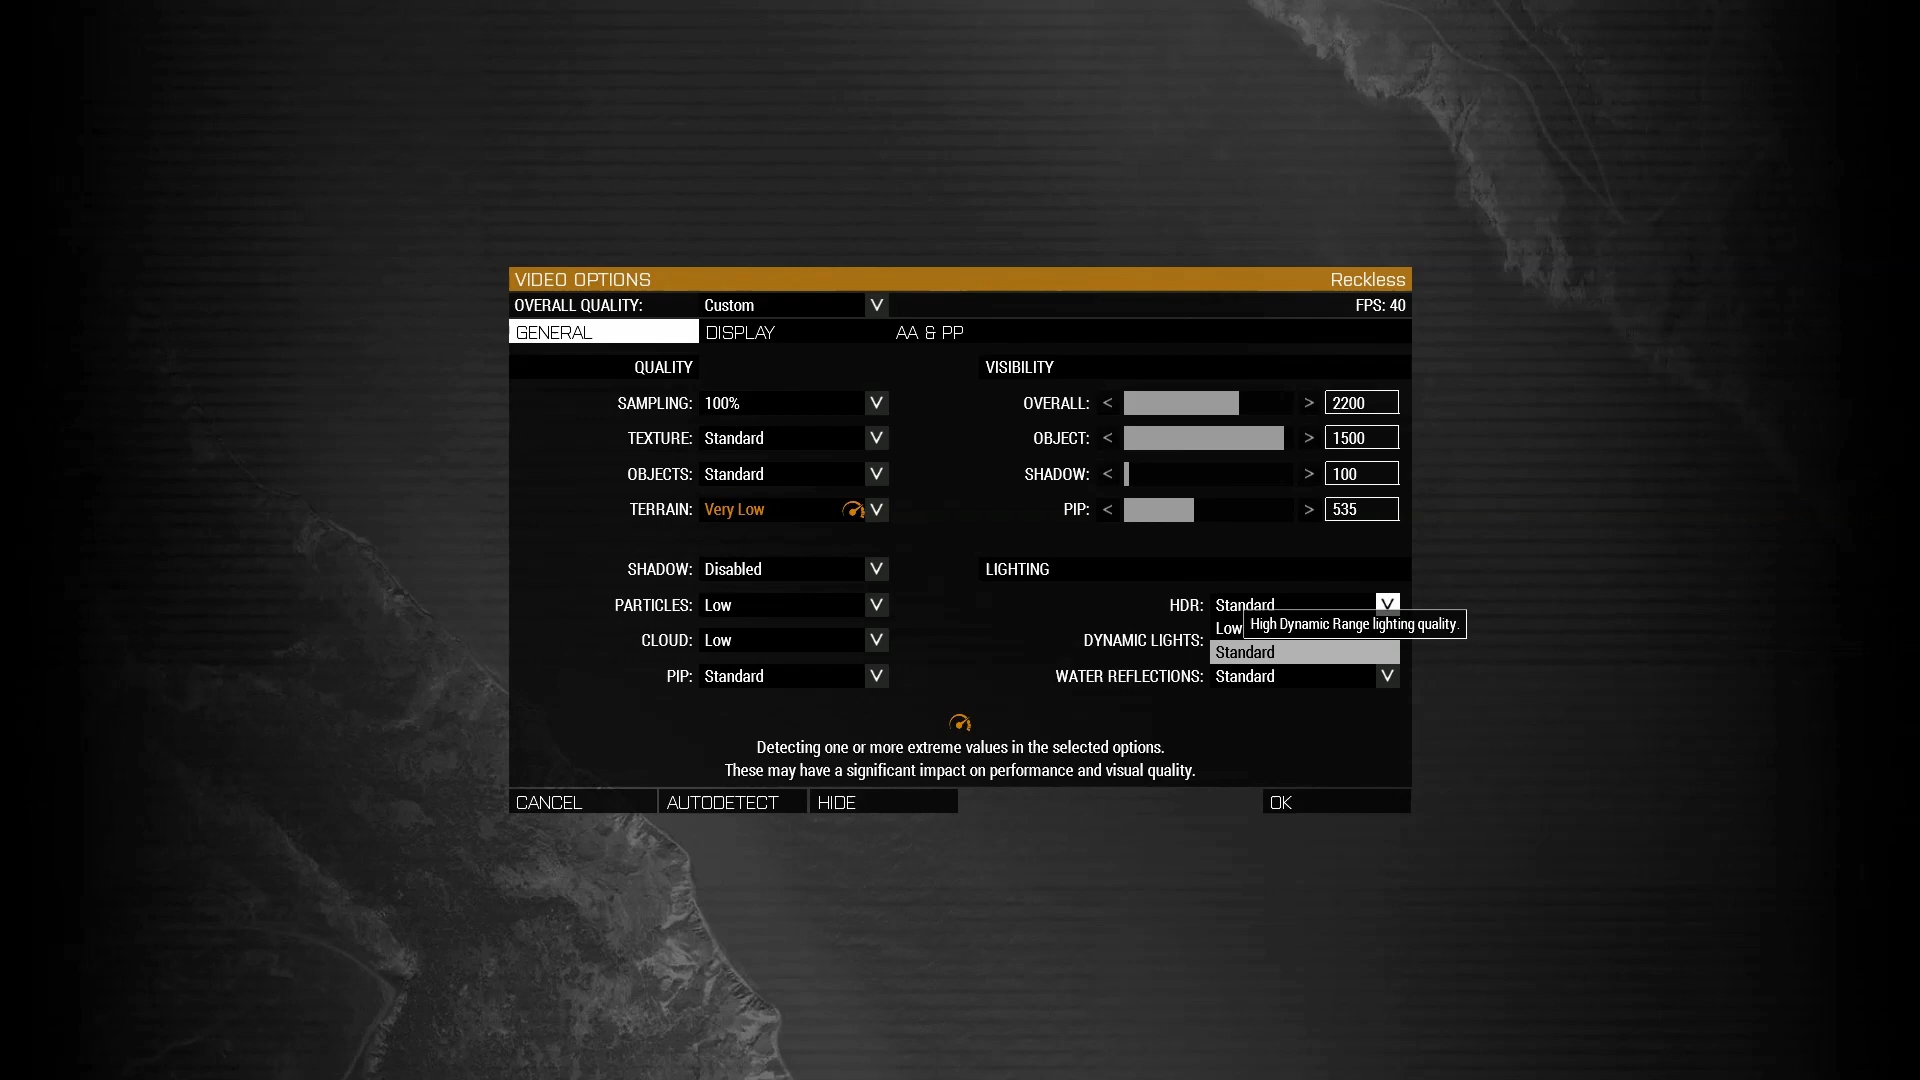 VIDEO OPTIONS Reckless
OVERALL QUALITY: Custom V FPS: 40
GENERAL DISPLAY AA & PP
QUALITY VISIBILITY
SAMPLING: 100% V OVERALL: < > 2200
TEXTURE: Standard V OBJECT: < > 1500
OBJECTS: Standard V SHADOW: < > 100
TERRAIN: Very Low V PIP: < > 535
SHADOW: Disabled V LIGHTING
PARTICLES: Low V HDR: Standard V
High Dynamic Range lighting quality.
Low
CLOUD: Low V DYNAMIC LIGHTS:
Standard
PIP: Standard V WATER REFLECTIONS: Standard V
Detecting one or more extreme values in the selected options.
These may have a significant impact on performance and visual quality.
CANCEL AUTODETECT HIDE OK